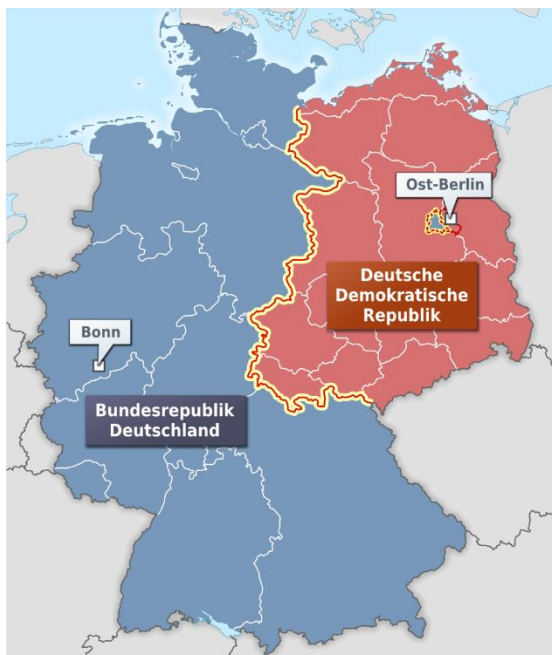 Ost-Berlin
Deutsche
Demokratische
Republik
Bonn
Bundesrepublik
Deutschland